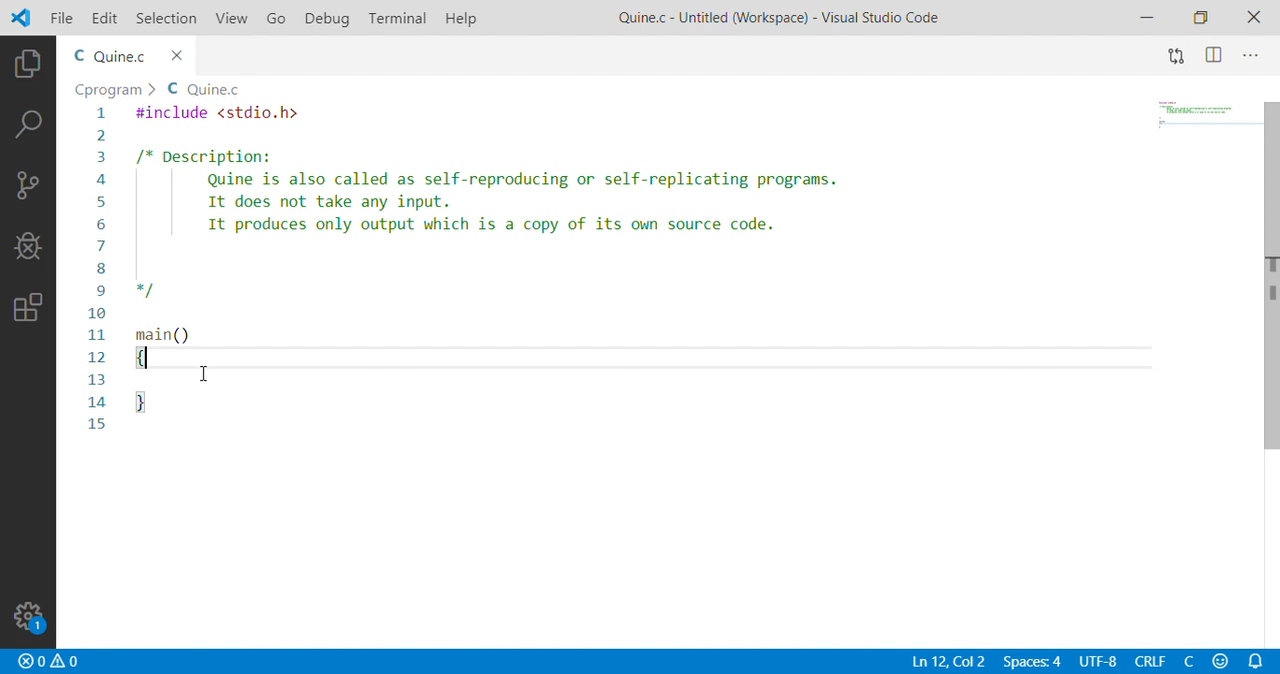 File Edit Selection View Go Debug Terminal Help Quine.c - Untitled (Workspace) - Visual Studio Code
C Quine.c
Cprogram > C Quine.c
1 #include <stdio.h>
2
3 /* Description:
4 Quine is also called as self-reproducing or self-replicating programs.
5 It does not take any input.
6 It produces only output which is a copy of its own source code.
7
8
9 */
10
11 main()
12 {
13
14 }
15
1
0 0 Ln 12, Col 2 Spaces: 4 UTF-8 CRLF C